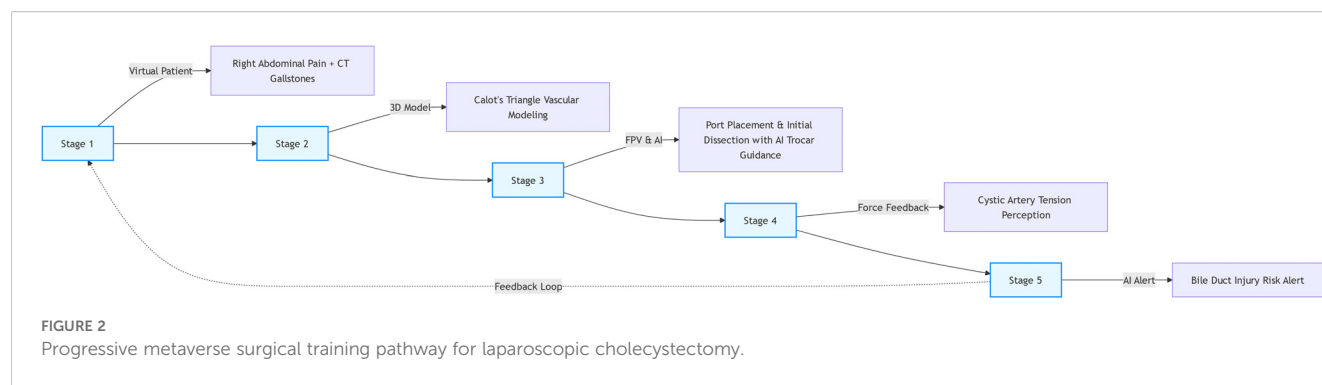 Virtual Patient
Right Abdominal Pain + CT
Gallstones
Stage 1
3D Model
Calot's Triangle Vascular
Modeling
Stage 2
FPV & AI
Port Placement & Initial
Dissection with AI Trocar
Guidance
Stage 3
Force Feedback
Cystic Artery Tension
Perception
Stage 4
Stage 5
AI Alert
Bile Duct Injury Risk Alert
Feedback Loop
FIGURE 2
Progressive metaverse surgical training pathway for laparoscopic cholecystectomy.